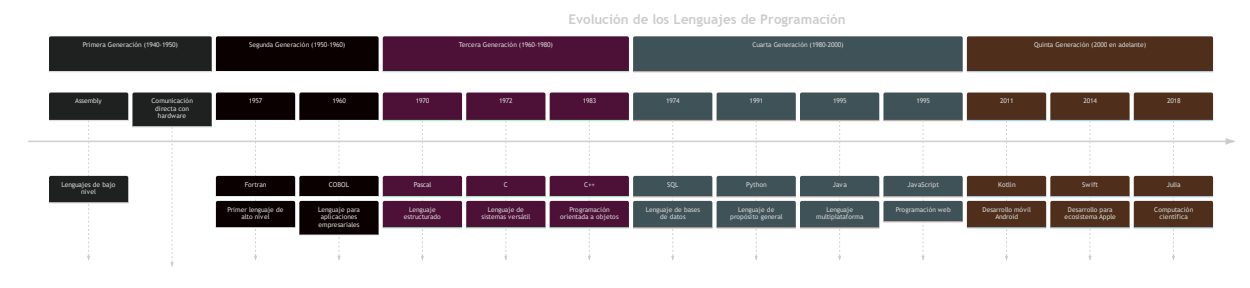 Evolución de los Lenguajes de Programación
Primera Generación (1940-1950)
Segunda Generación (1950-1960)
Tercera Generación (1960-1980)
Cuarta Generación (1980-2000)
Quinta Generación (2000 en adelante)
Assembly
Comunicación
directa con
hardware
1957
1960
1970
1972
1983
1974
1991
1995
1995
2011
2014
2018
Lenguajes de bajo
nivel
Fortran
COBOL
Pascal
C
C++
SQL
Python
Java
JavaScript
Kotlin
Swift
Julia
Primer lenguaje de
alto nivel
Lenguaje para
aplicaciones
empresariales
Lenguaje
estructurado
Lenguaje de
sistemas versátil
Programación
orientada a objetos
Lenguaje de bases
de datos
Lenguaje de
propósito general
Lenguaje
multiplataforma
Programación web
Desarrollo móvil
Android
Desarrollo para
ecosistema Apple
Computación
científica